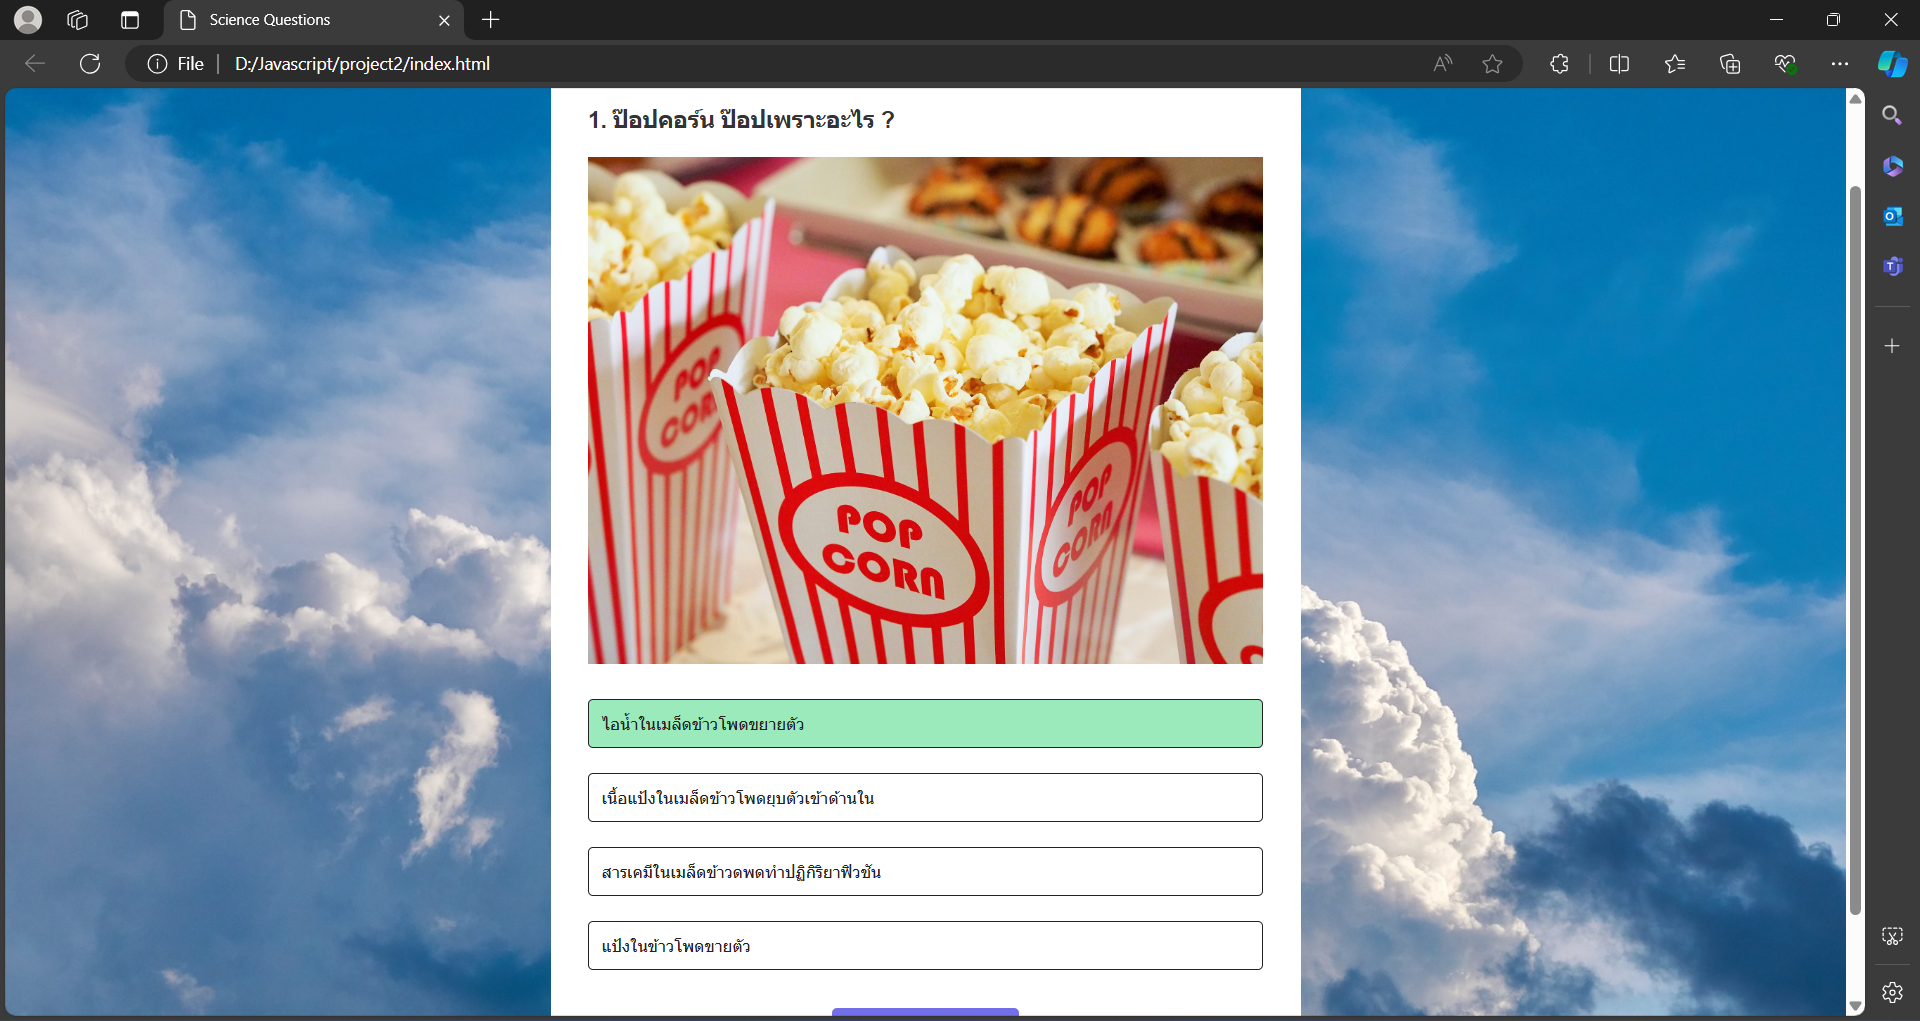 Science Questions
File
D:/Javascript/project2/index.html
1. ป๊อปคอร์น ป๊อปเพราะอะไร ?
POP
CORN
POP
CORN
POP
CORN
ไอน้ำในเมล็ดข้าวโพดขยายตัว
เนื้อแป้งในเมล็ดข้าวโพดยุบตัวเข้าด้านใน
สารเคมีในเมล็ดข้าวดพดทำปฏิกิริยาฟิวชัน
แป้งในข้าวโพดขายตัว